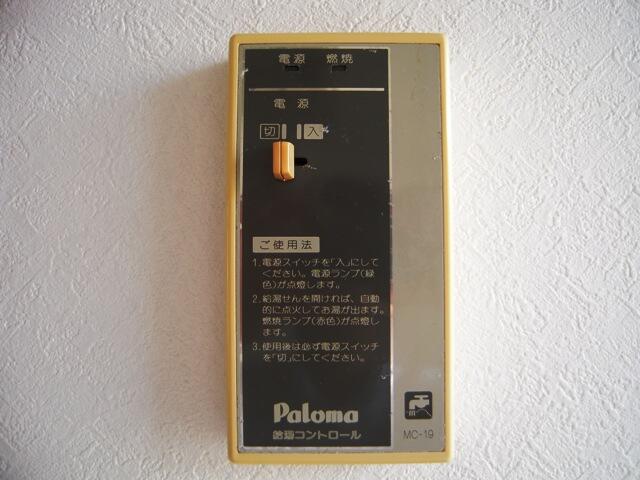 電源 燃焼
電源
切 入
ご使用法
1. 電源スイッチを「入」にして
ください。電源ランプ(緑
色)が点燈します。
2. 給湯せんを開ければ、自動
的に点火してお湯が出ます。
燃焼ランプ(赤色)が点燈し
ます。
3. 使用後は必ず電源スイッチ
を「切」にしてください。
Paloma
給湯コントロール
MC-19